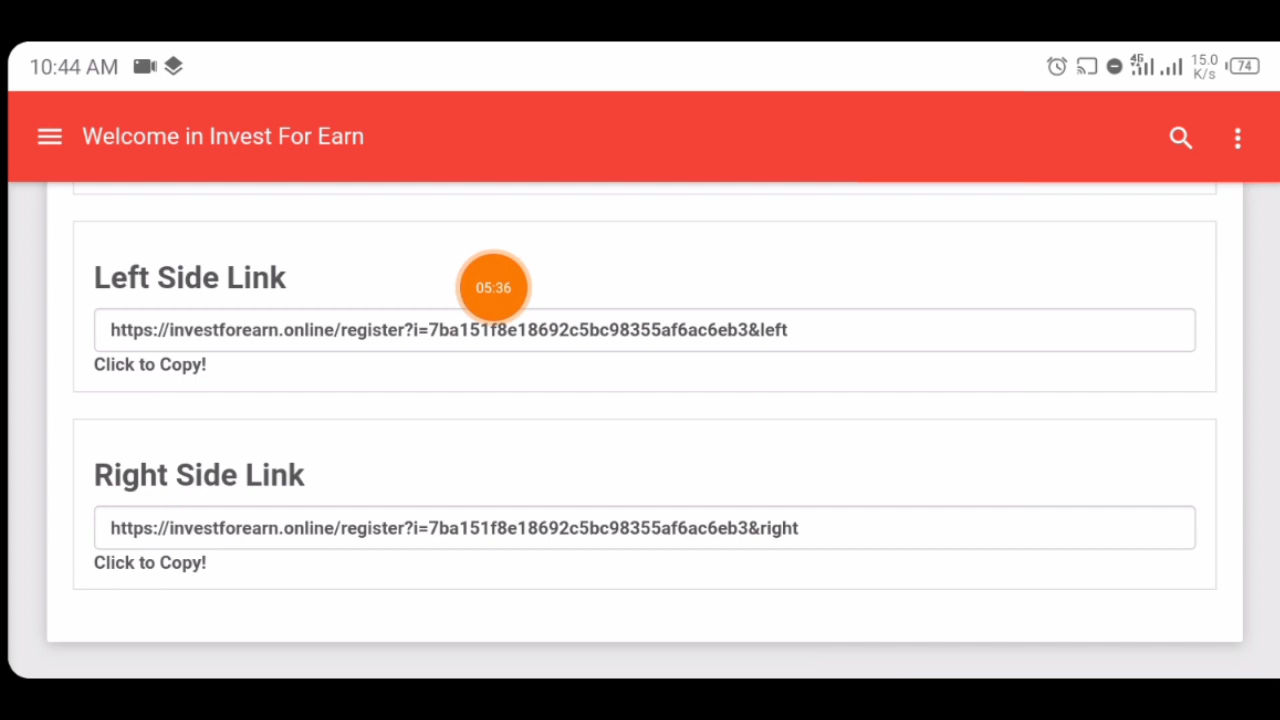 10:44 AM
4G
15.0
K/s
74
Welcome in Invest For Earn
Left Side Link
05:36
https://investforearn.online/register?i=7ba151f8e18692c5bc98355af6ac6eb3&left
Click to Copy!
Right Side Link
https://investforearn.online/register?i=7ba151f8e18692c5bc98355af6ac6eb3&right
Click to Copy!